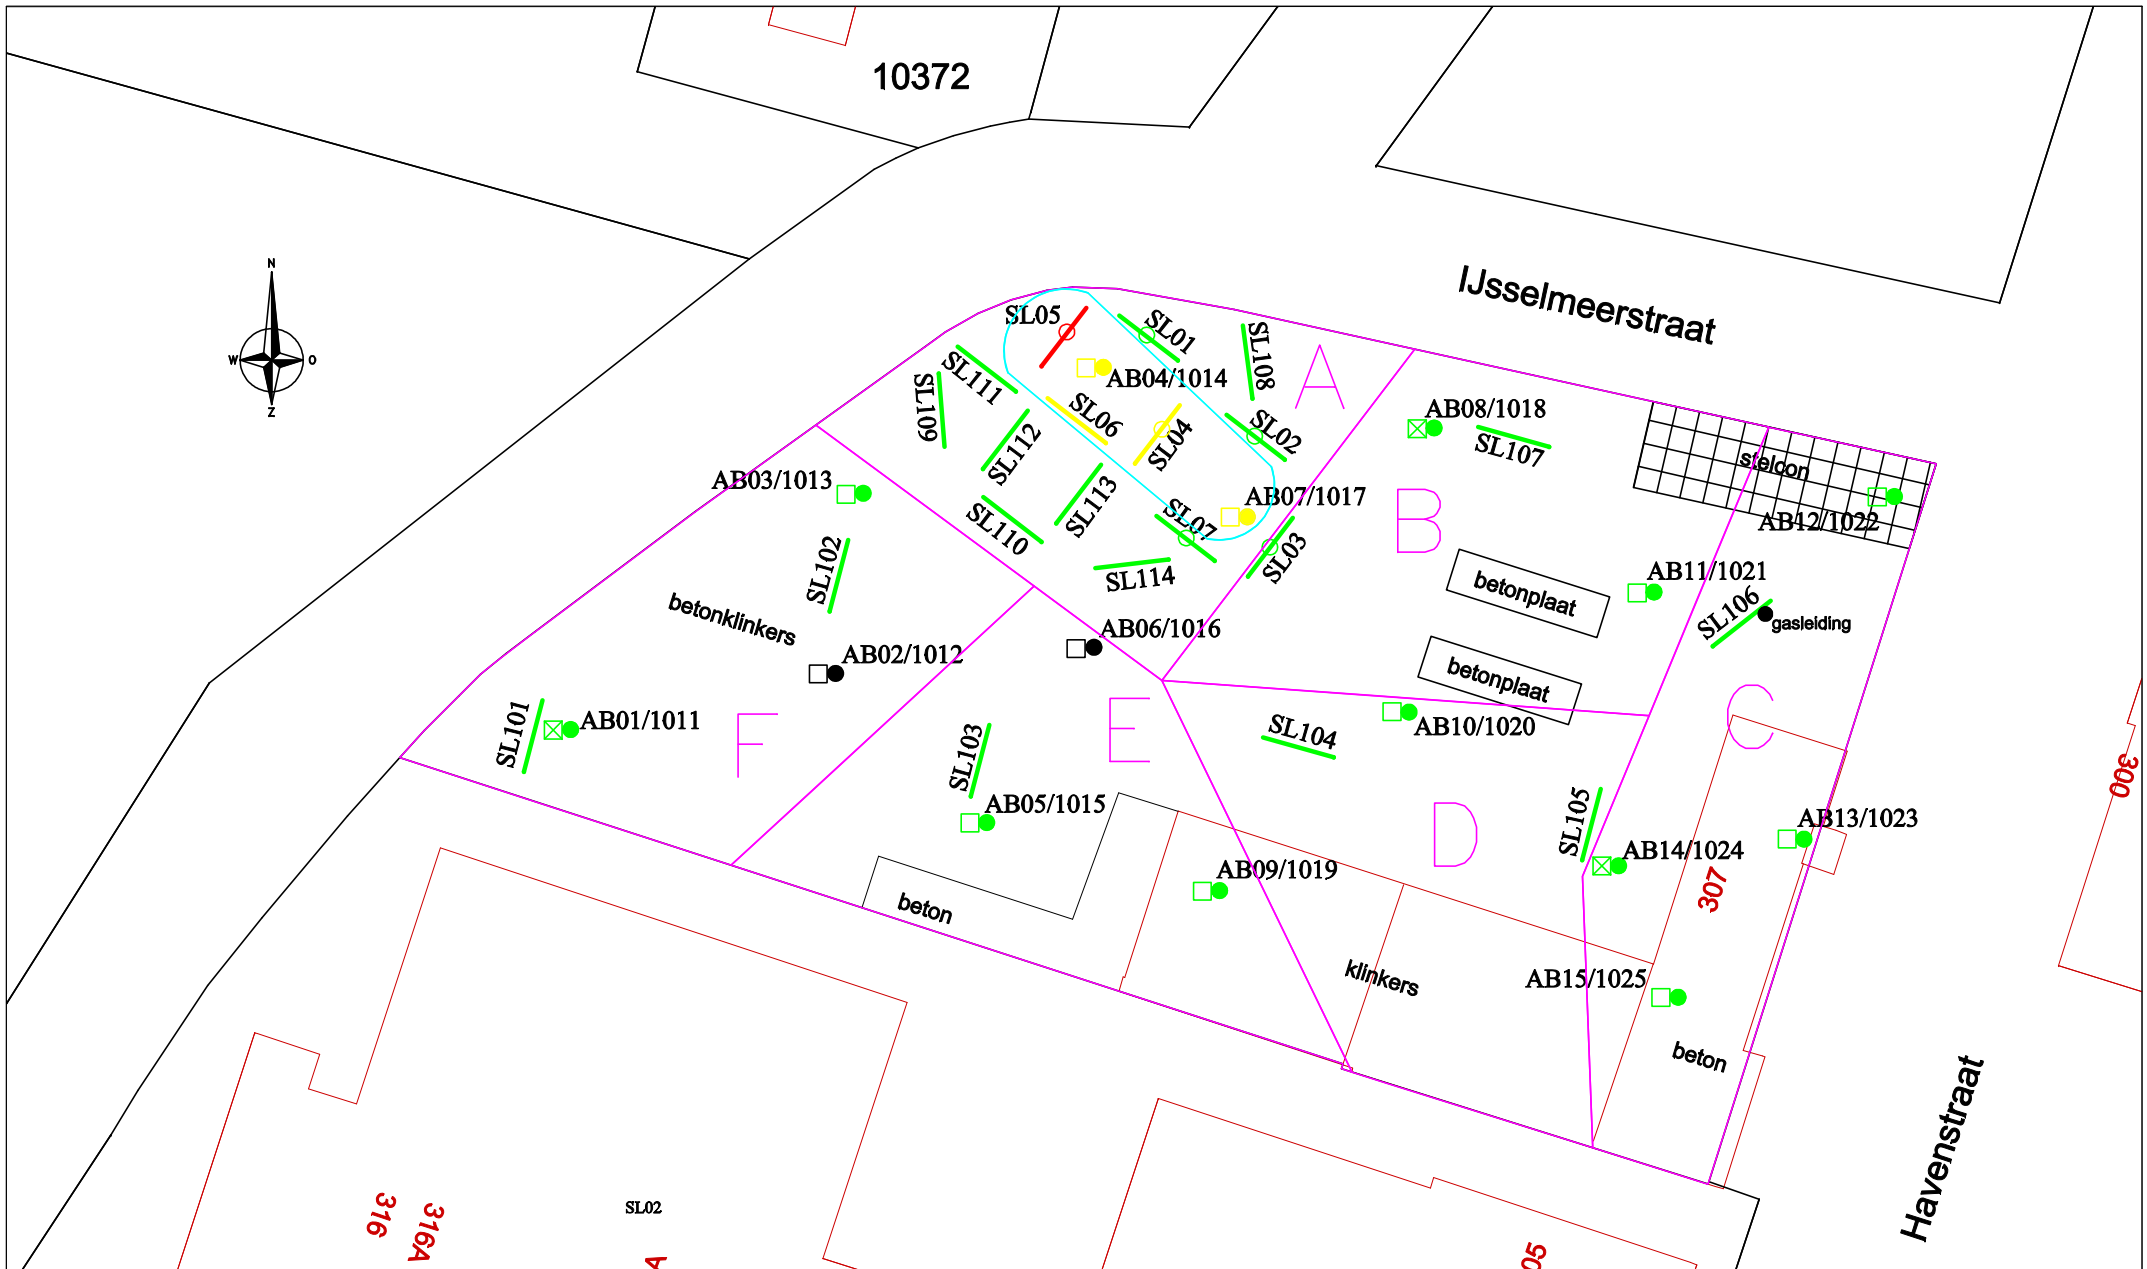 10372
N
W
O
Z
IJsselmeerstraat
SL05
SL01
SL108
A
AB04/1014
SL111
SL109
SL06
SL04
SL02
AB08/1018
SL107
stelcon
SL112
AB03/1013
SL113
AB07/1017
B
AB12/1022
SL110
SL07
SL03
SL102
SL114
betonplaat
AB11/1021
SL106
gasleiding
betonklinkers
AB06/1016
AB02/1012
betonplaat
SL101
AB01/1011
F
E
C
SL103
SL104
AB10/1020
300
AB05/1015
D
SL105
AB13/1023
AB14/1024
AB09/1019
307
beton
klinkers
AB15/1025
beton
Havenstraat
316
316A
SL02
A
05